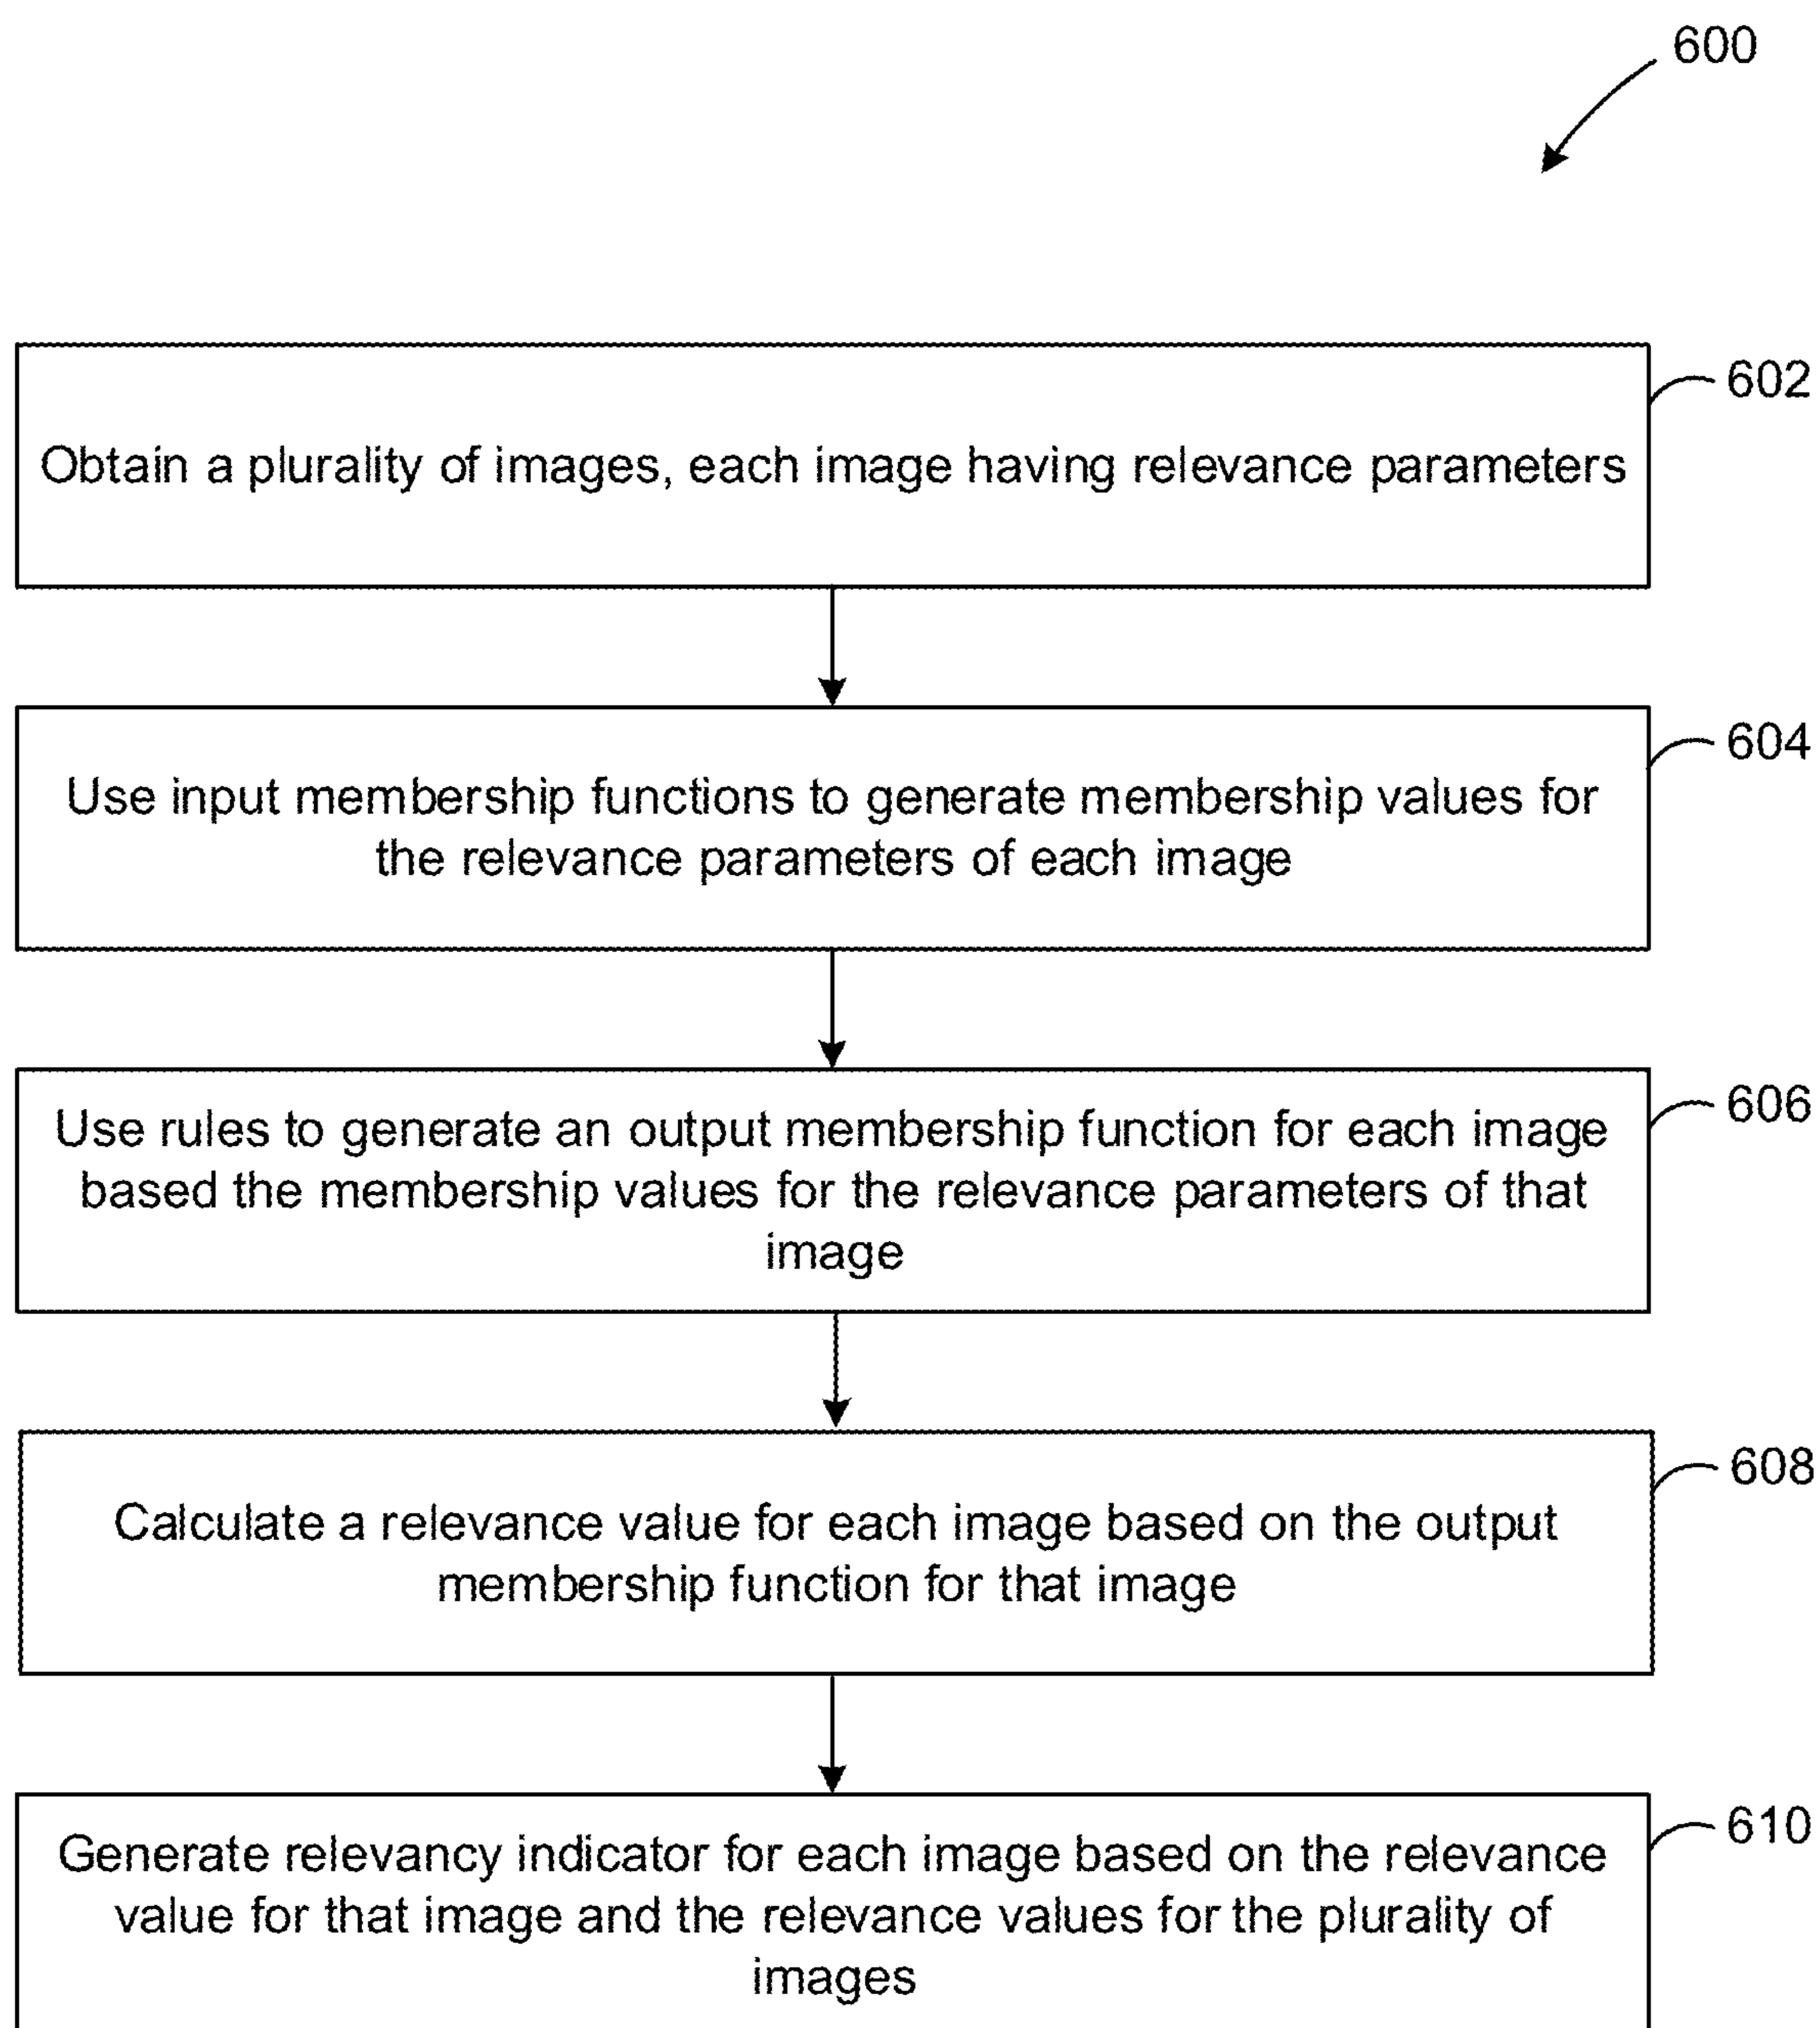 600
602
Obtain a plurality of images, each image having relevance parameters
604
Use input membership functions to generate membership values for
the relevance parameters of each image
606
Use rules to generate an output membership function for each image
based the membership values for the relevance parameters of that
image
608
Calculate a relevance value for each image based on the output
membership function for that image
610
Generate relevancy indicator for each image based on the relevance
value for that image and the relevance values for the plurality of
images